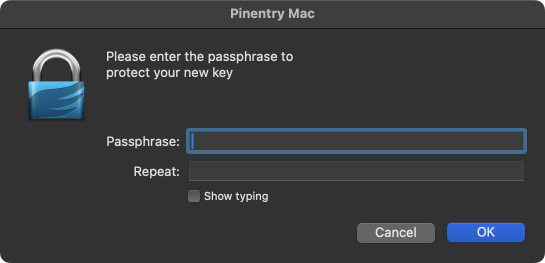 Pinentry Mac
Please enter the passphrase to
protect your new key
Passphrase:
Repeat:
Show typing
Cancel
OK